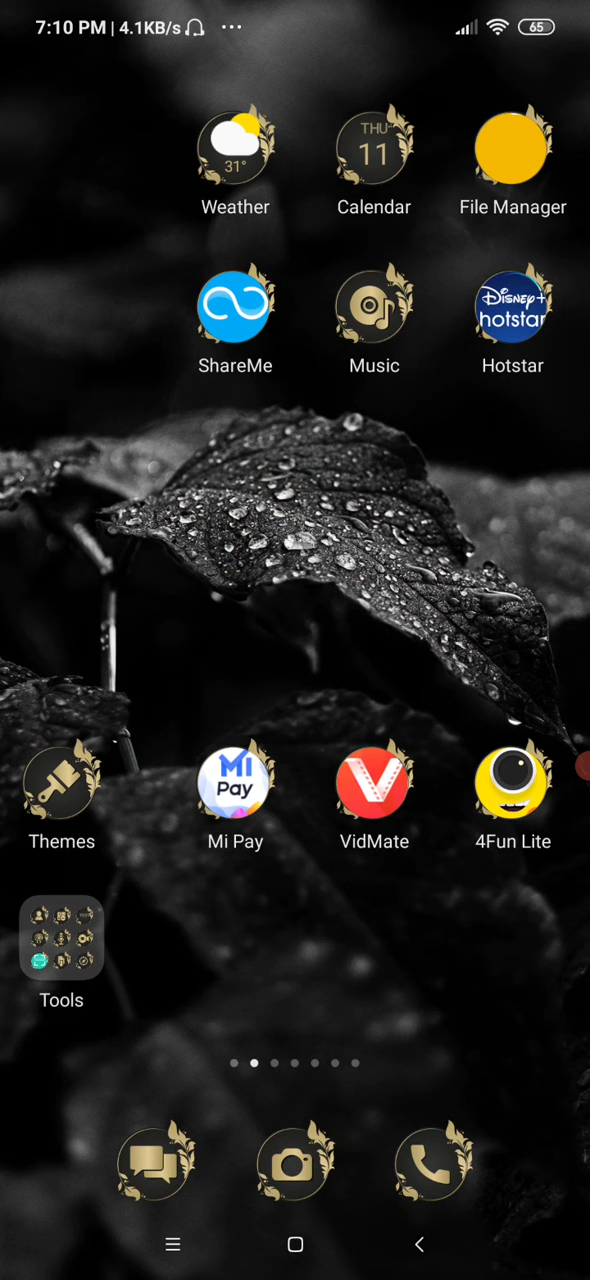 7:10 PM | 4.1KB/s ... 65
31°
THU
11
Weather Calendar File Manager
Disney+
hotstar
ShareMe Music Hotstar
Mi
Pay
Themes Mi Pay VidMate 4Fun Lite
Tools